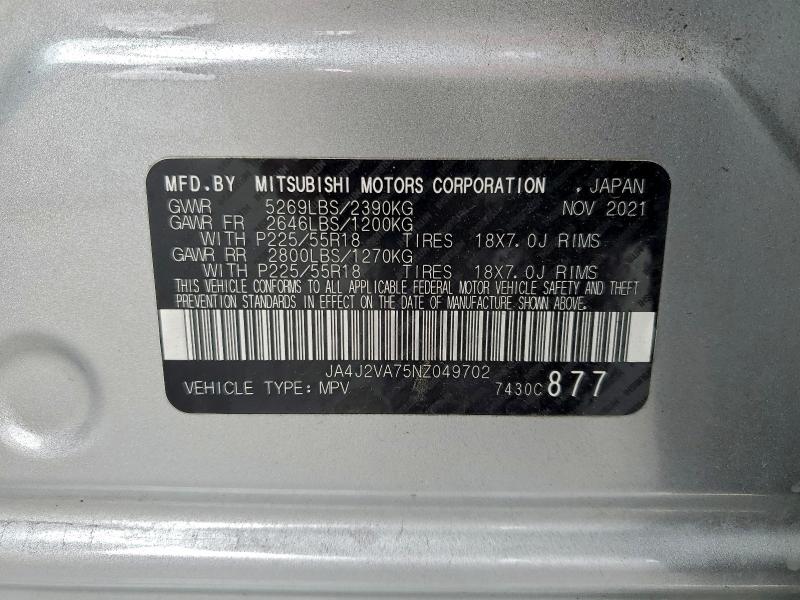 MFD.BY MITSUBISHI MOTORS CORPORATION , JAPAN
GVWR 5269LBS/2390KG NOV 2021
GAWR FR 2646LBS/1200KG
WITH P225/55R18 TIRES 18X7.0J RIMS
GAWR RR 2800LBS/1270KG
WITH P225/55R18 TIRES 18X7.0J RIMS
THIS VEHICLE CONFORMS TO ALL APPLICABLE FEDERAL MOTOR VEHICLE SAFETY AND THEFT
PREVENTION STANDARDS IN EFFECT ON THE DATE OF MANUFACTURE SHOWN ABOVE.
JA4J2VA75NZ049702
VEHICLE TYPE: MPV 7430C 877